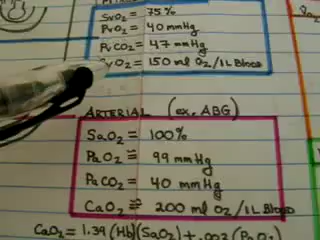 SvO₂ = 75%
PvO₂ = 40 mmHg
PvCO₂ = 47 mmHg
O₂ = 150 ml O₂/1L Blood
ARTERIAL (ex. ABG)
SaO₂ = 100%
PaO₂ ≅ 99 mmHg
PaCO₂ = 40 mmHg
CaO₂ ≅ 200 ml O₂/1L Blood
CaO₂ = 1.39 (Hb)(SaO₂) + .003 (PaO₂)